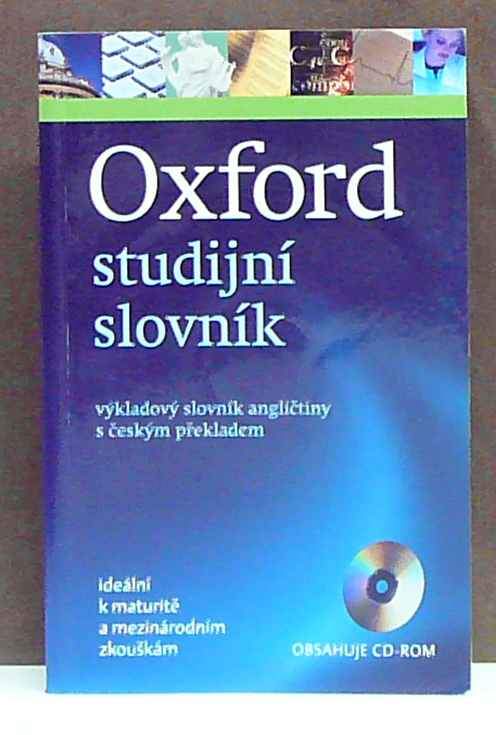 Oxford
studijní
slovník
výkladový slovník angličtiny
s českým překladem
ideální
k maturitě
a mezinárodním
zkouškám
OBSAHUJE CD-ROM